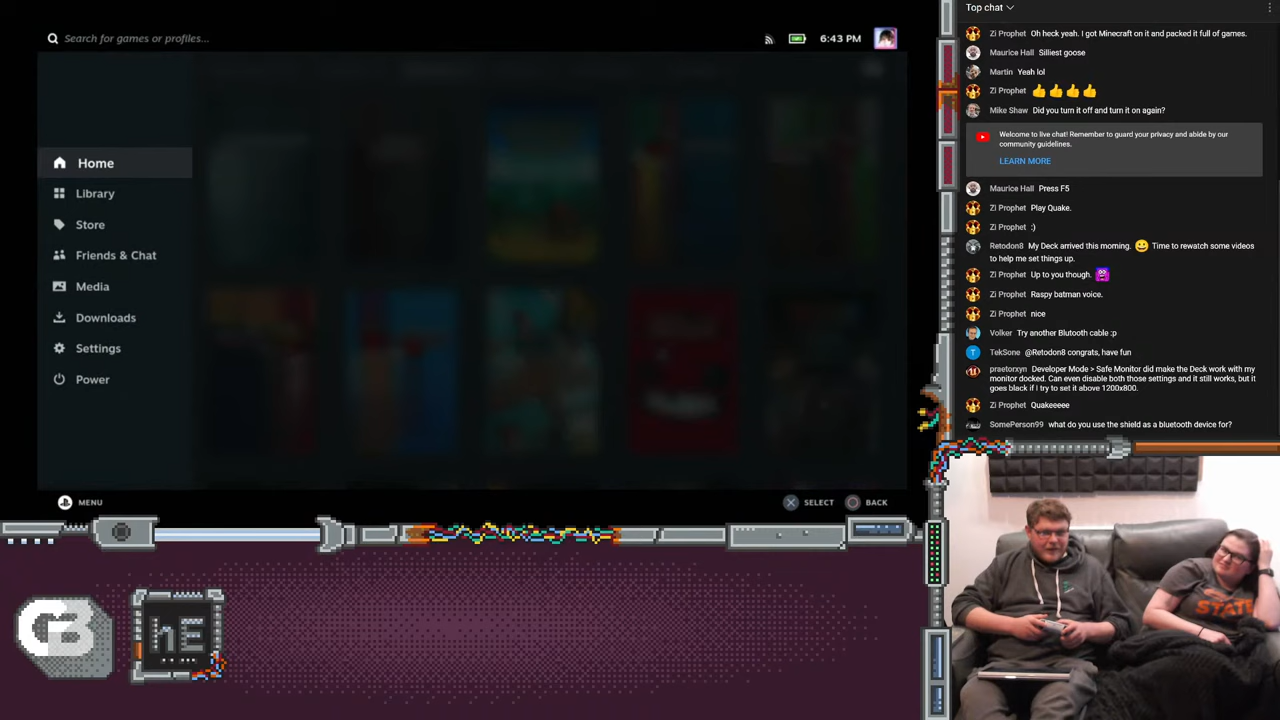 Search for games or profiles...
6:43 PM
Home
Library
Store
Friends & Chat
Media
Downloads
Settings
Power
MENU
SELECT
BACK
Top chat
Zi Prophet Oh heck yeah. I got Minecraft on it and packed it full of games.
Maurice Hall Silliest goose
Martin Yeah lol
Zi Prophet 👍👍👍👍
Mike Shaw Did you turn it off and turn it on again?
Welcome to live chat! Remember to guard your privacy and abide by our
community guidelines.
LEARN MORE
Maurice Hall Press F5
Zi Prophet Play Quake.
Zi Prophet :)
Retodon8 My Deck arrived this morning. 😀 Time to rewatch some videos
to help me set things up.
Zi Prophet Up to you though.
Zi Prophet Raspy batman voice.
Zi Prophet nice
Volker Try another Blutooth cable :p
T TekSone @Retodon8 congrats, have fun
praetorxyn Developer Mode > Safe Monitor did make the Deck work with my
monitor docked. Can even disable both those settings and it still works, but it
goes black if I try to set it above 1200x800.
Zi Prophet Quakeeeee
SomePerson99 what do you use the shield as a bluetooth device for?
STATE
GB
hE